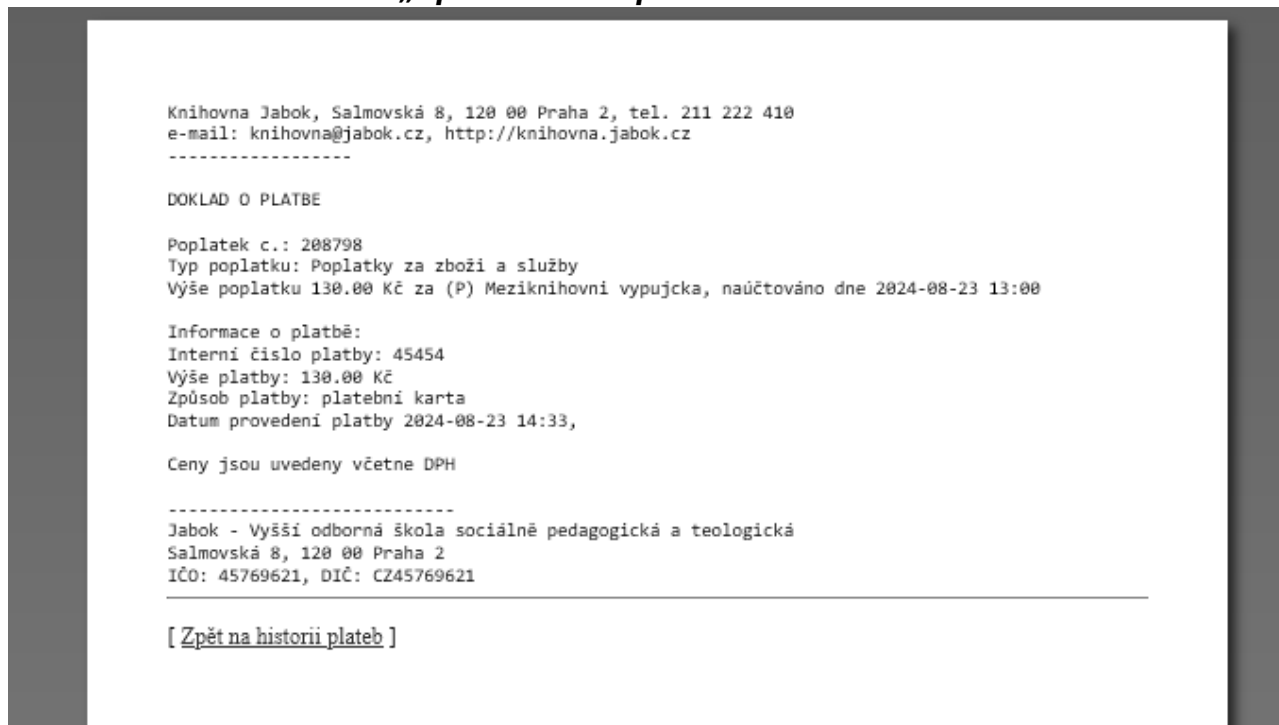 Knihovna Jabok, Salmovská 8, 120 00 Praha 2, tel. 211 222 410
e-mail: knihovna@jabok.cz, http://knihovna.jabok.cz
------------------
DOKLAD O PLATBE
Poplatek c.: 208798
Typ poplatku: Poplatky za zboží a služby
Výše poplatku 130.00 Kč za (P) Meziknihovni vypujcka, naúčtováno dne 2024-08-23 13:00
Informace o platbě:
Interní čislo platby: 45454
Výše platby: 130.00 Kč
Způsob platby: platební karta
Datum provedení platby 2024-08-23 14:33,
Ceny jsou uvedeny včetne DPH
----------------------------
Jabok - Vyšší odborná škola sociálně pedagogická a teologická
Salmovská 8, 120 00 Praha 2
IČO: 45769621, DIČ: CZ45769621
[ Zpět na historii plateb ]